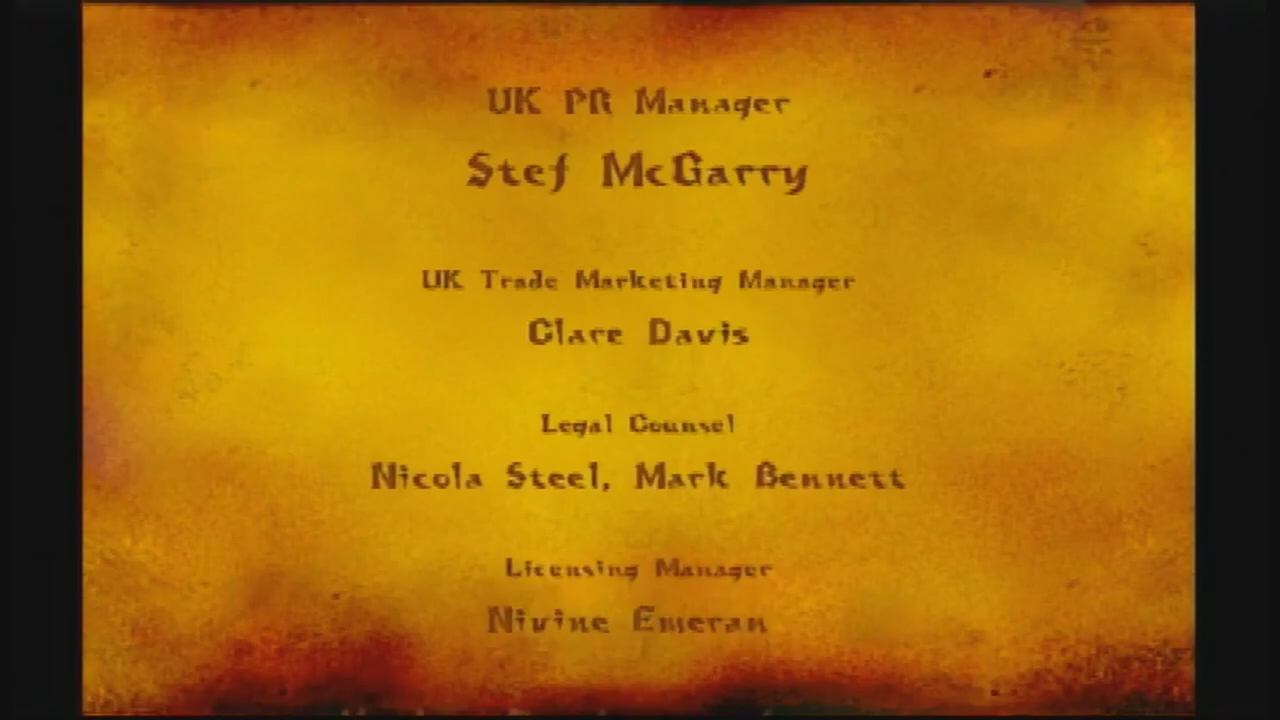 UK PR Manager
Stef McGarry
UK Trade Marketing Manager
Clare Davis
Legal Counsel
Nicola Steel, Mark Bennett
Licensing Manager
Nivine Emeran